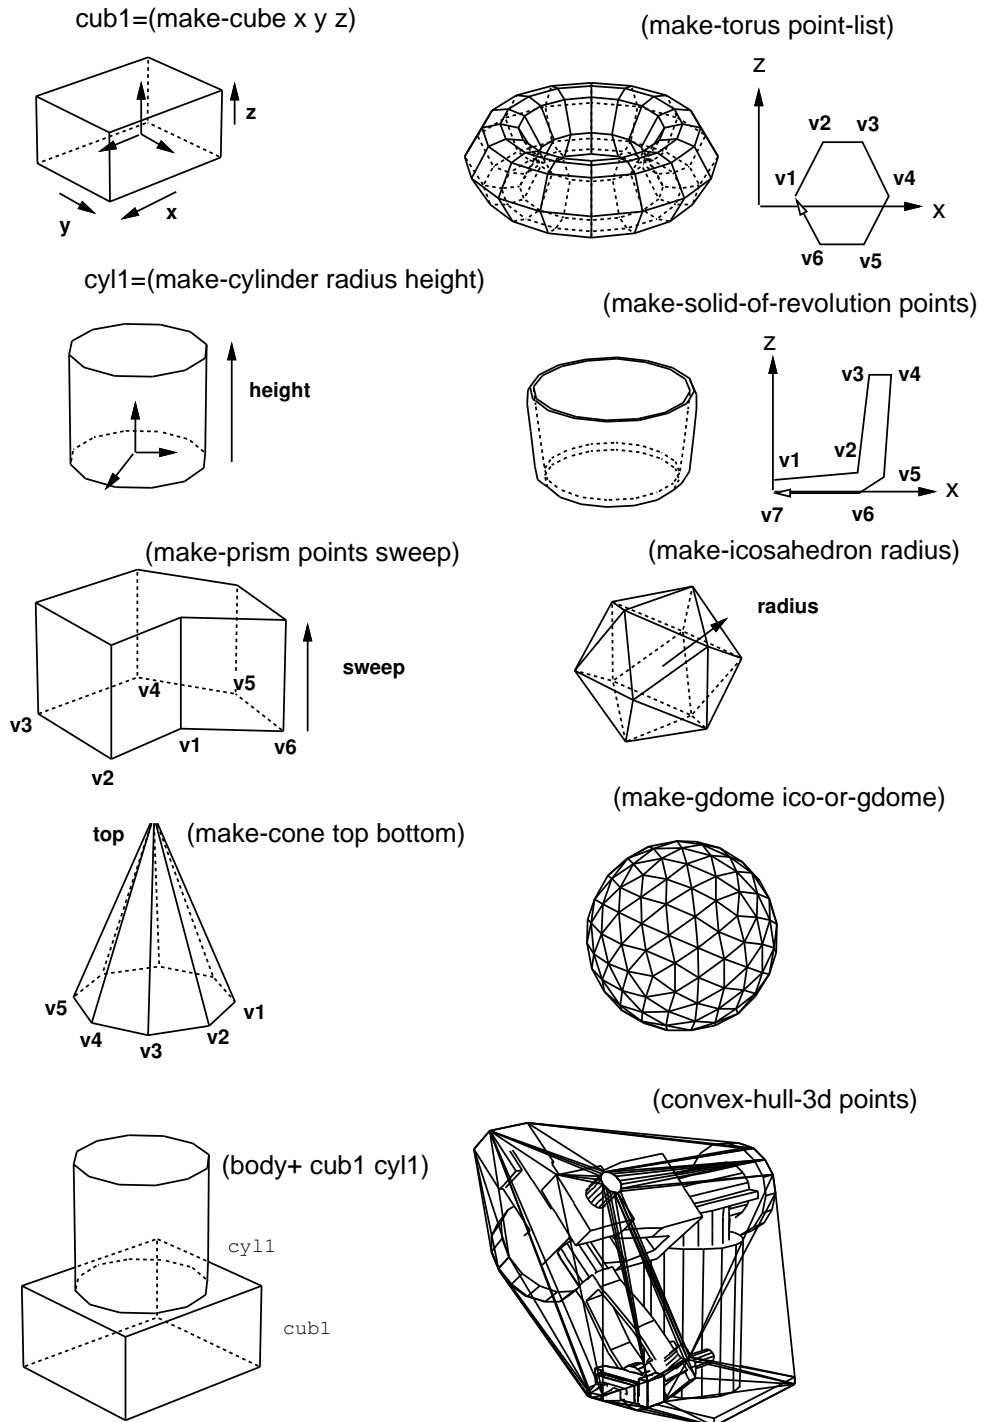 cub1=(make-cube x y z)
z
x
y
(make-torus point-list)
z
v2
v3
v1
v4
x
v6
v5
cyl1=(make-cylinder radius height)
height
(make-solid-of-revolution points)
z
v3
v4
v2
v1
v5
x
v7
v6
(make-prism points sweep)
sweep
v4
v5
v3
v1
v6
v2
(make-icosahedron radius)
radius
top
(make-cone top bottom)
v5
v1
v4
v2
v3
(make-gdome ico-or-gdome)
(body+ cub1 cyl1)
cyl1
cub1
(convex-hull-3d points)